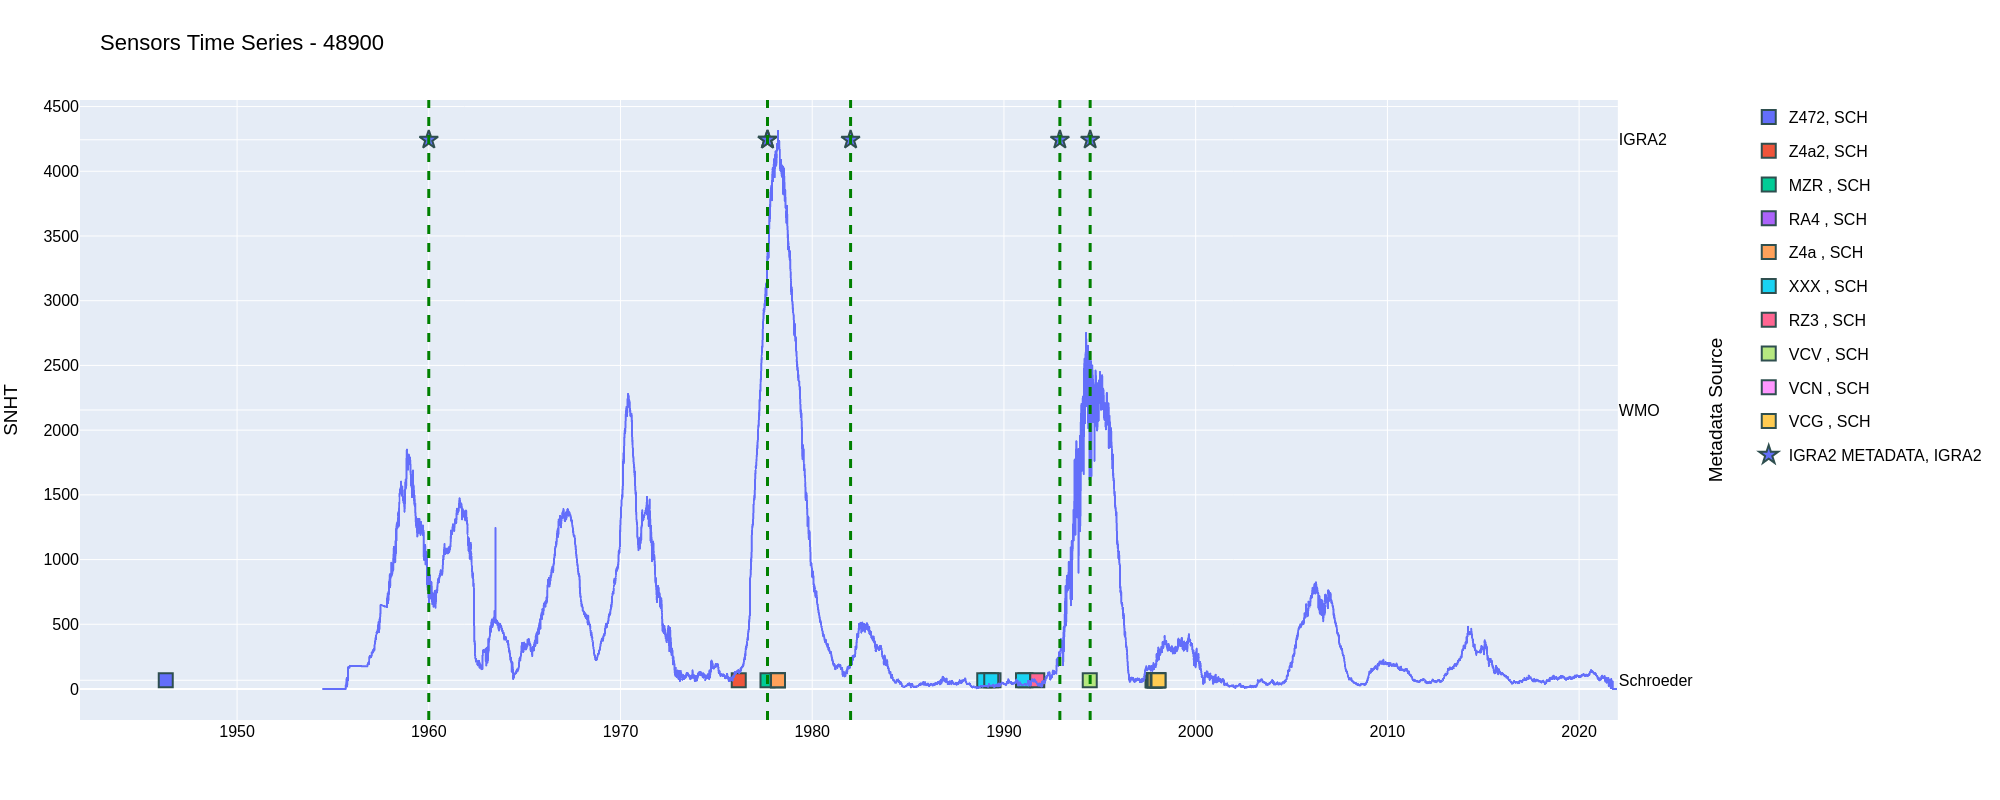 Sensors Time Series - 48900
SNHT
4500
4000
3500
3000
2500
2000
1500
1000
500
0
1950
1960
1970
1980
1990
2000
2010
2020
IGRA2
WMO
Schroeder
Metadata Source
Z472, SCH
Z4a2, SCH
MZR , SCH
RA4 , SCH
Z4a , SCH
XXX , SCH
RZ3 , SCH
VCV , SCH
VCN , SCH
VCG , SCH
IGRA2 METADATA, IGRA2